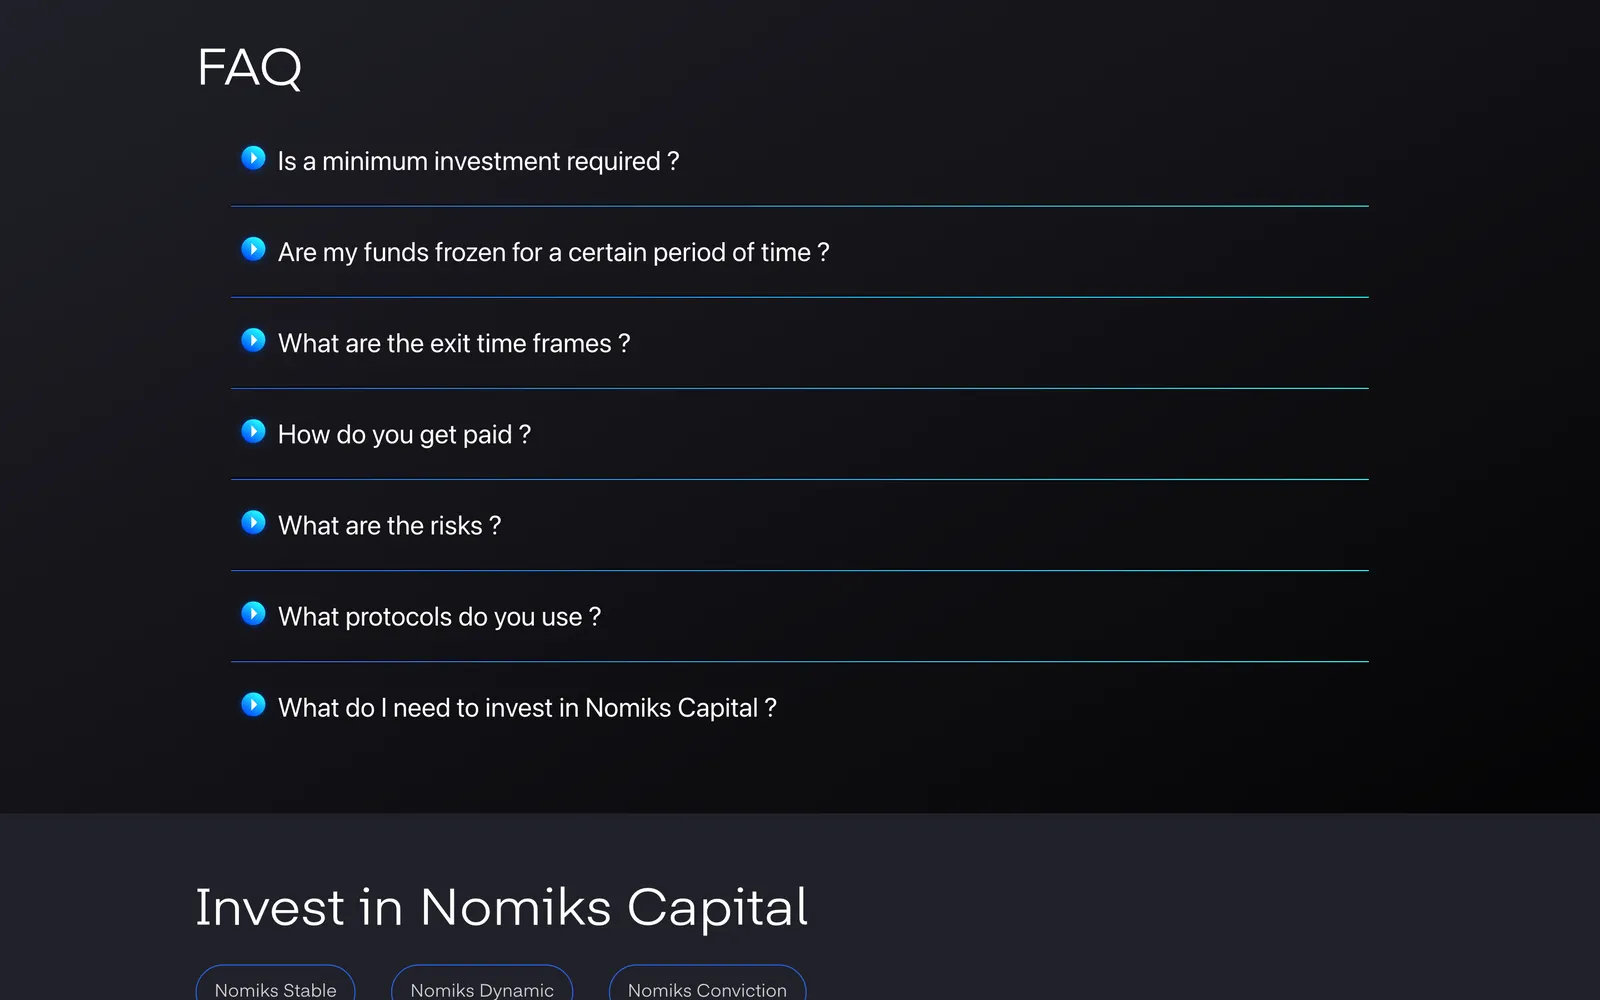 FAQ
Is a minimum investment required ?
Are my funds frozen for a certain period of time ?
What are the exit time frames ?
How do you get paid ?
What are the risks ?
What protocols do you use ?
What do I need to invest in Nomiks Capital ?
Invest in Nomiks Capital
Nomiks Stable Nomiks Dynamic Nomiks Conviction